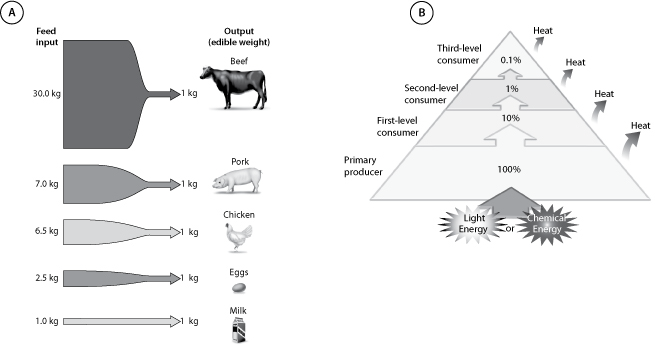 A
Feed
input
Output
(edible weight)
Beef
30.0 kg
1 kg
Pork
7.0 kg
1 kg
Chicken
6.5 kg
1 kg
Eggs
2.5 kg
1 kg
Milk
1.0 kg
1 kg
B
Heat
Third-level
consumer
0.1%
Heat
Second-level
consumer
1%
Heat
First-level
consumer
10%
Heat
Primary
producer
100%
Light
Energy
or
Chemical
Energy